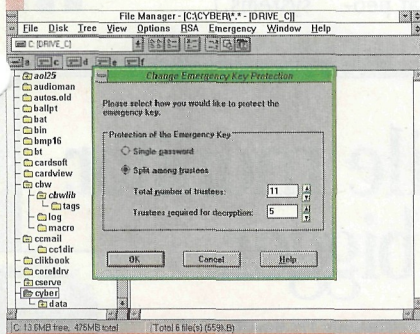 File Manager - [C:\CYBER\*.* - [DRIVE_C]]
File Disk Tree View Options RSA Emergency Window Help
C: [DRIVE_C]
a c d e f
aol25
audioman
autos.old
ballpt
bat
bin
bmp16
bt
cardsoft
cardview
cbw
cbwlib
tags
log
macro
ccmail
cc1dir
clikbook
coreldrv
cserve
cyber
data
Change Emergency Key Protection
Please select how you would like to protect the
emergency key.
Protection of the Emergency Key
Single password
Split among trustees
Total number of trustees: 11
Trustees required for decryption: 5
OK Cancel Help
C: 13.6MB free, 475MB total Total 6 file(s) (559KB)